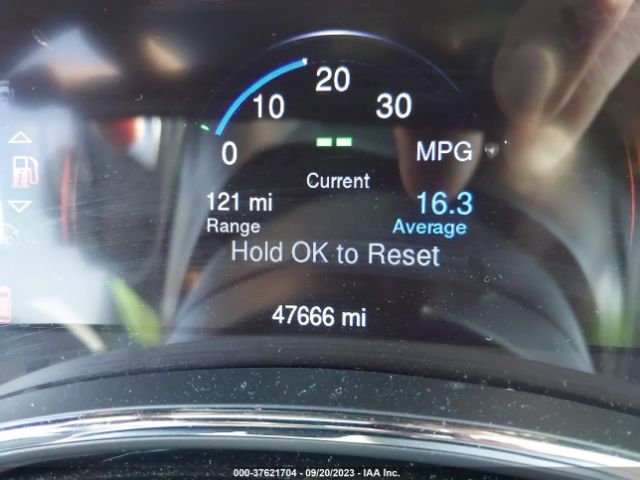 20
10 30
0 MPG
Current
121 mi 16.3
Range Average
Hold OK to Reset
47666 mi
000-37621704 - 09/20/2023 - IAA Inc.